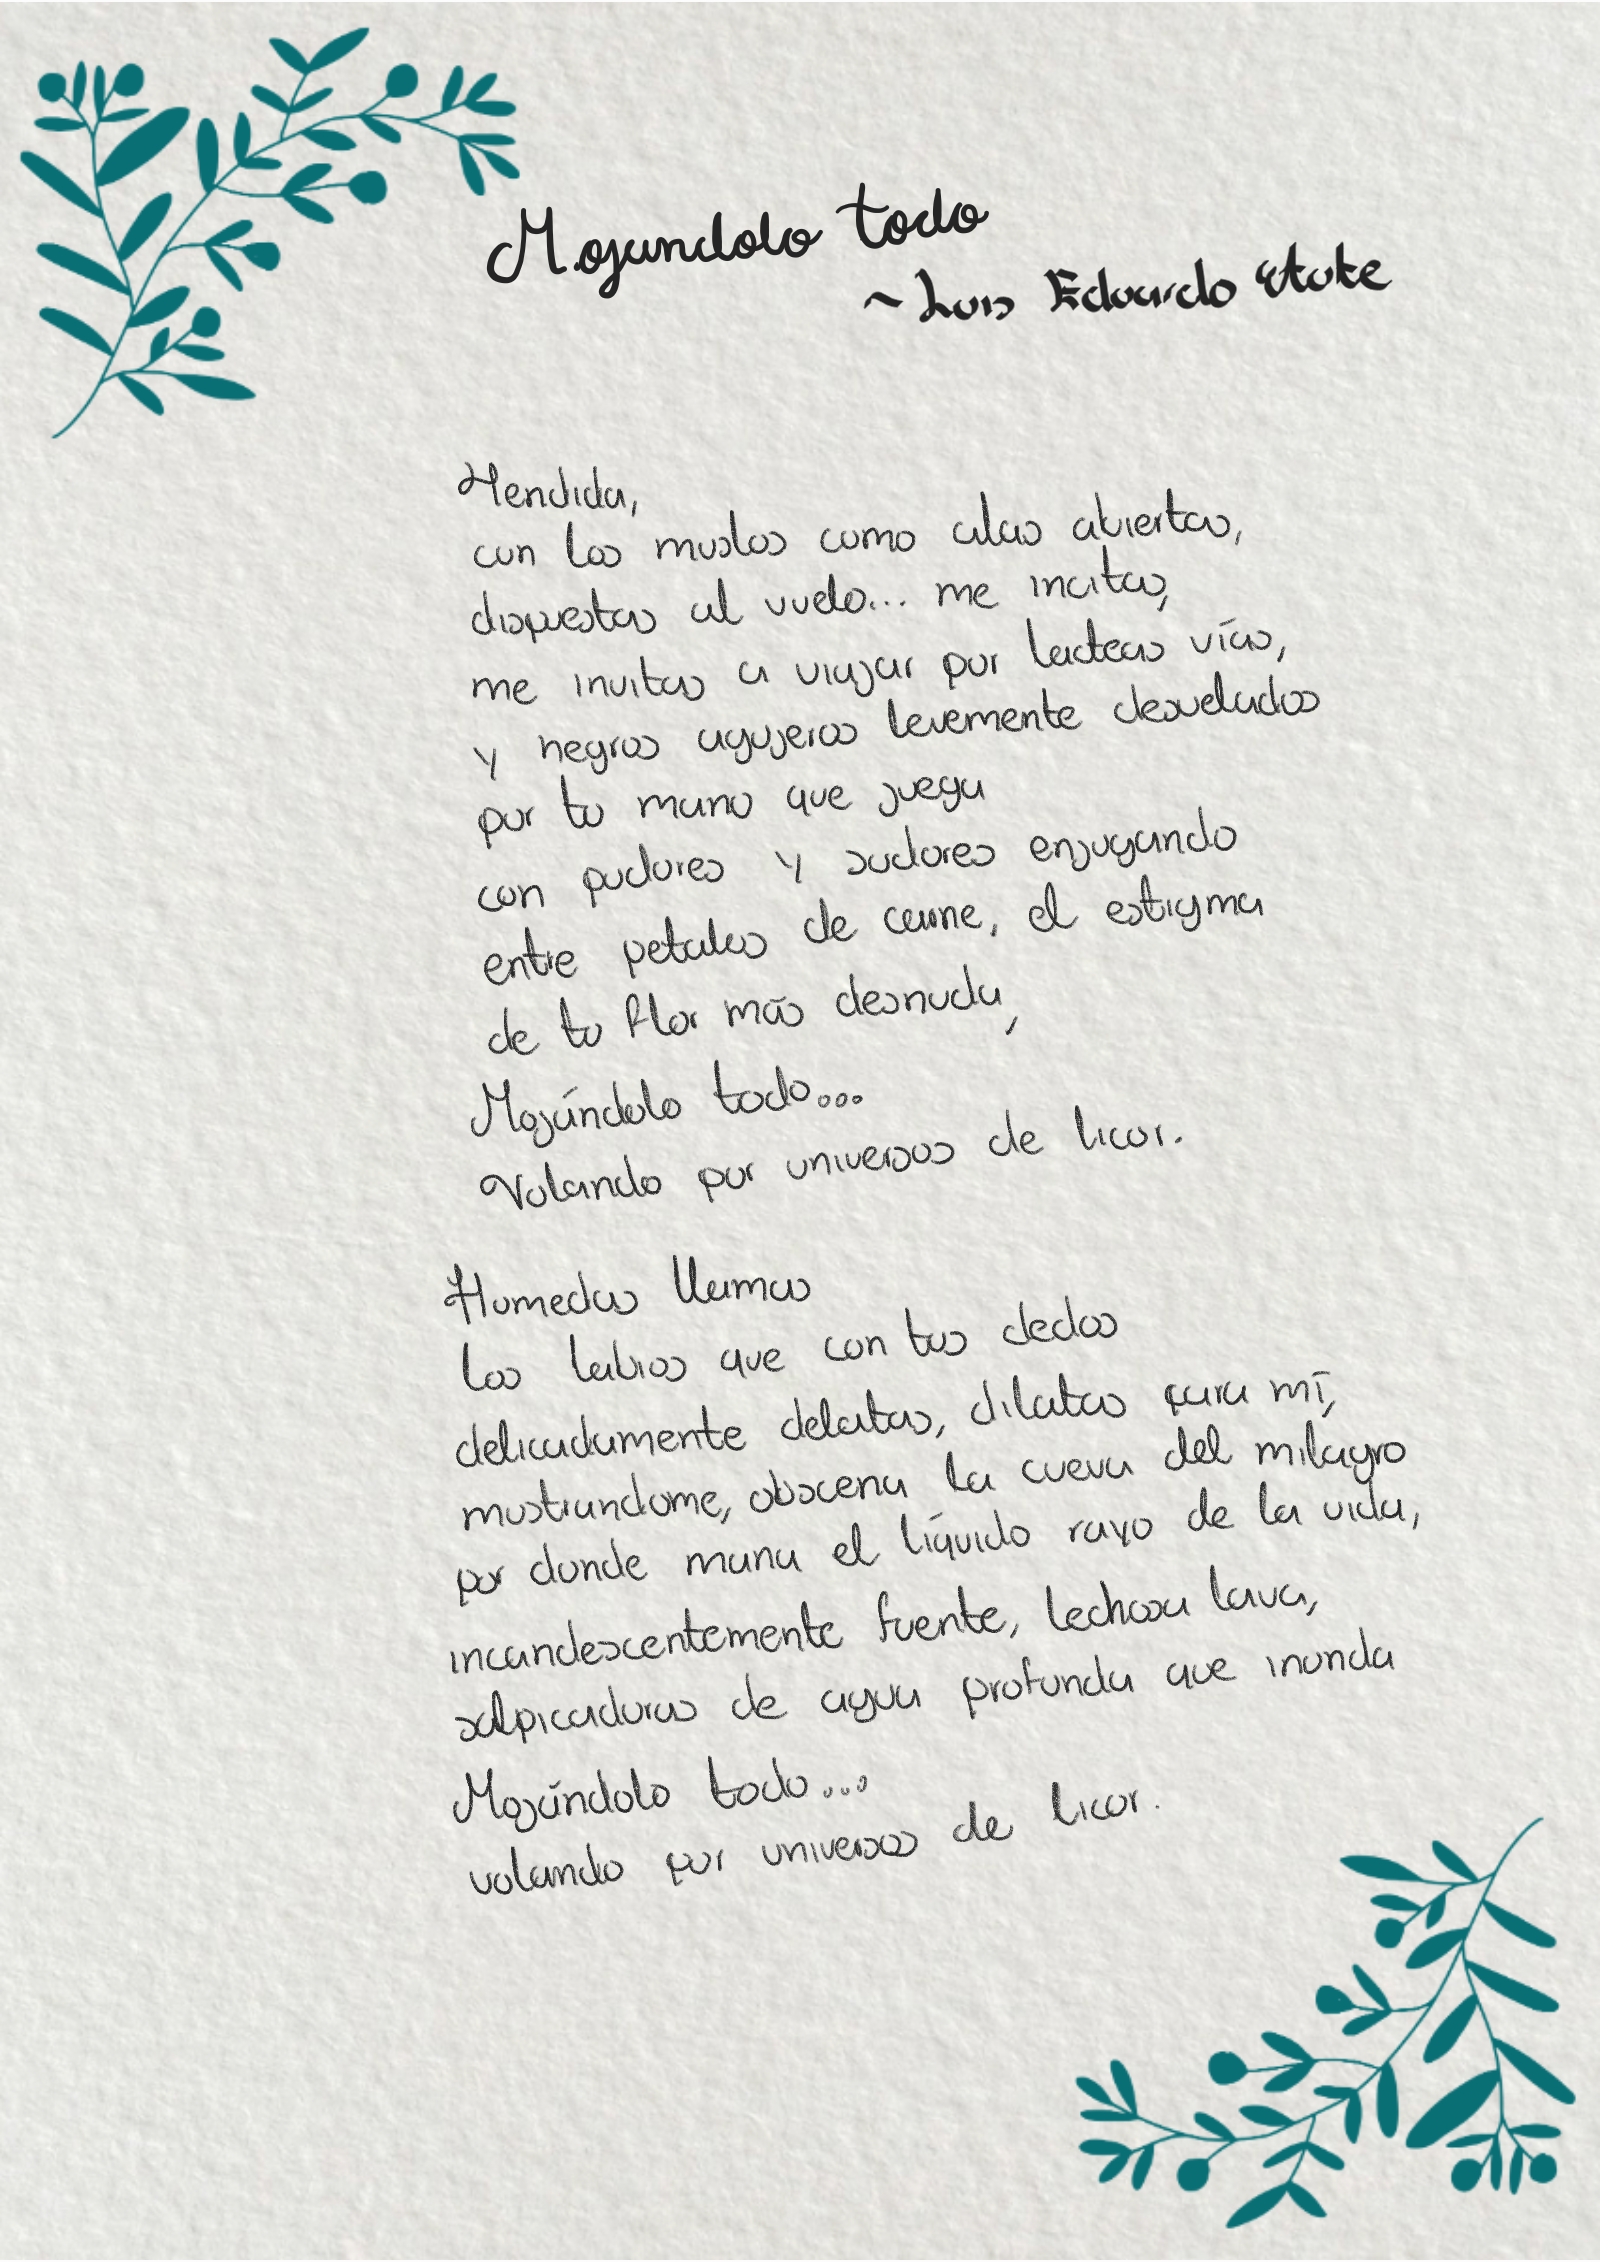 Mojandolo todo
~Luis Eduardo Aute
Hendida,
con los muslos como alas abiertas,
dispuestas al vuelo... me incitas,
me invitas a viajar por lacteas vías,
y negros agujeros levemente desvelados
por tu mano que juega
con pudores y sudores enjugando
entre petalos de carne, el estigma
de tu flor más desnuda,
Mojándolo todo...
Volando por universos de licor.
Humedas llamas
los labios que con tus dedos
delicadamente delatas, dilatas para mí,
mostrandome, obscena la cueva del milagro
por donde mana el líquido rayo de la vida,
incandescentemente fuente, lechosa lava,
salpicaduras de agua profunda que inunda
Mojándolo todo...
volando por universos de licor.